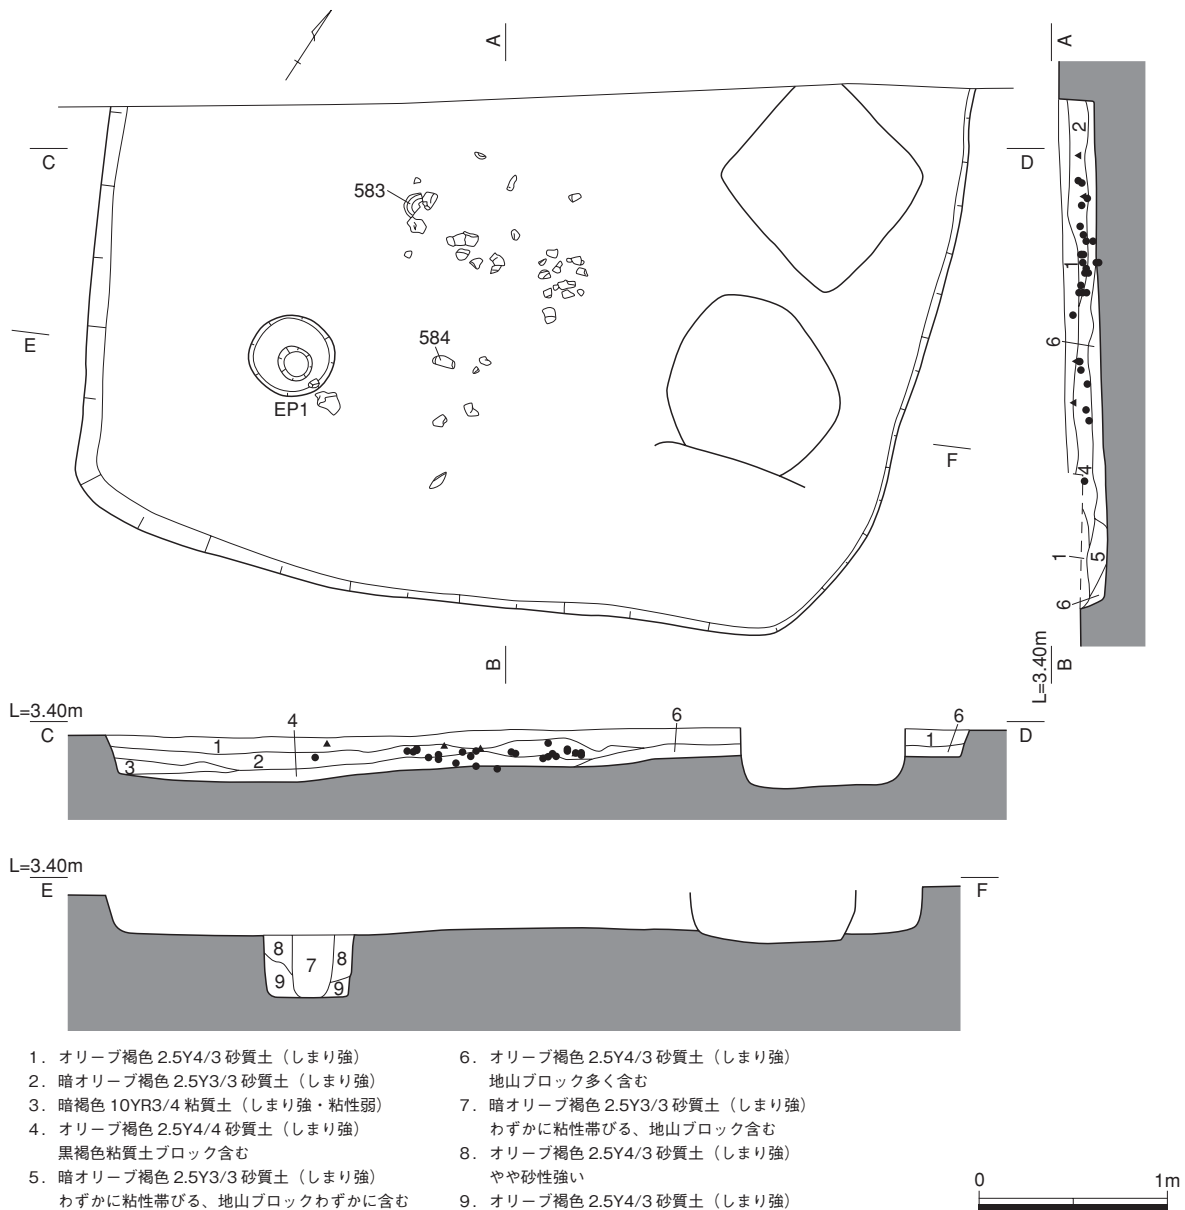 A
A
C
D
2
583
1
E
584
6
EP1
F
4
1
5
6
B
B
L=3.40m
L=3.40m
C
4
6
6
D
1
2
3
1
L=3.40m
E
F
8
7
8
9
9
1．オリーブ褐色 2.5Y4/3 砂質土（しまり強）
2．暗オリーブ褐色 2.5Y3/3 砂質土（しまり強）
3．暗褐色 10YR3/4 粘質土（しまり強・粘性弱）
4．オリーブ褐色 2.5Y4/4 砂質土（しまり強）
黒褐色粘質土ブロック含む
5．暗オリーブ褐色 2.5Y3/3 砂質土（しまり強）
わずかに粘性帯びる、地山ブロックわずかに含む
6．オリーブ褐色 2.5Y4/3 砂質土（しまり強）
地山ブロック多く含む
7．暗オリーブ褐色 2.5Y3/3 砂質土（しまり強）
わずかに粘性帯びる、地山ブロック含む
8．オリーブ褐色 2.5Y4/3 砂質土（しまり強）
やや砂性強い
9．オリーブ褐色 2.5Y4/3 砂質土（しまり強）
0 1m